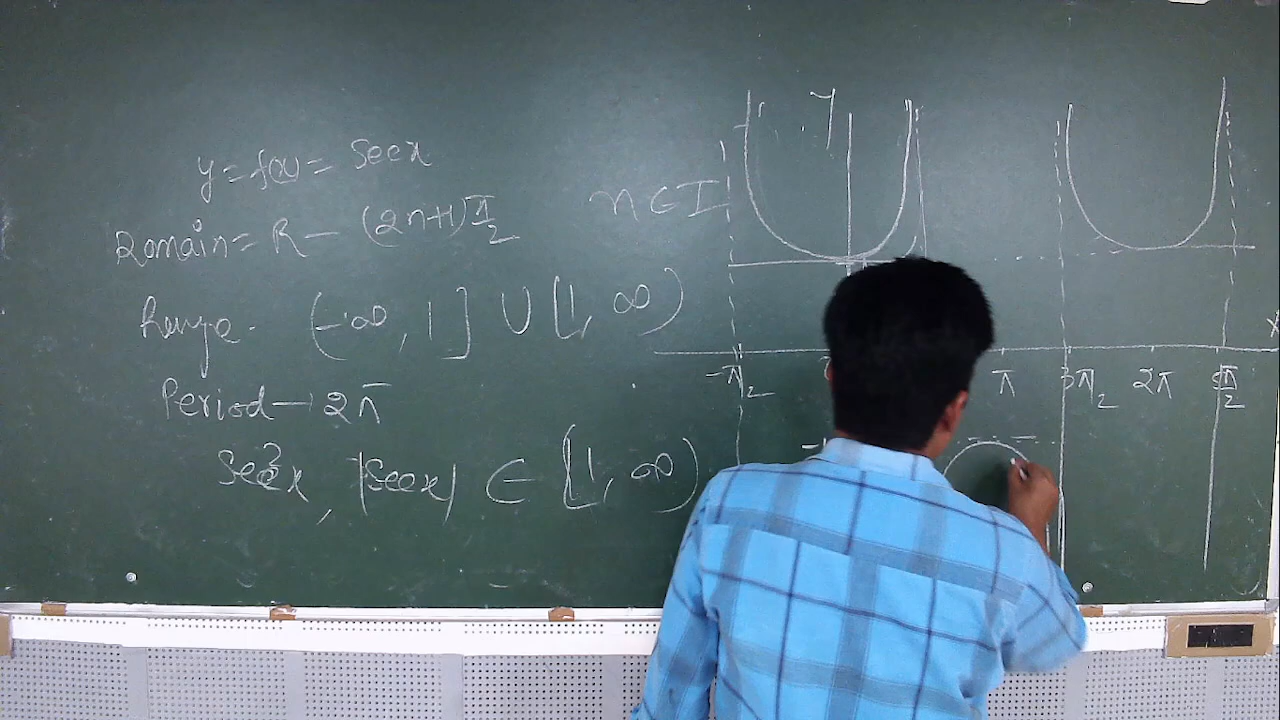 y = f(x) = Sec x
Domain = R - (2n+1) π/2 n ∈ I
Range. (-∞, 1] ∪ [1, ∞)
Period → 2π
Sec²x, |Sec x| ∈ [1, ∞)
y
x
-π/2 π 3π/2 2π 5π/2